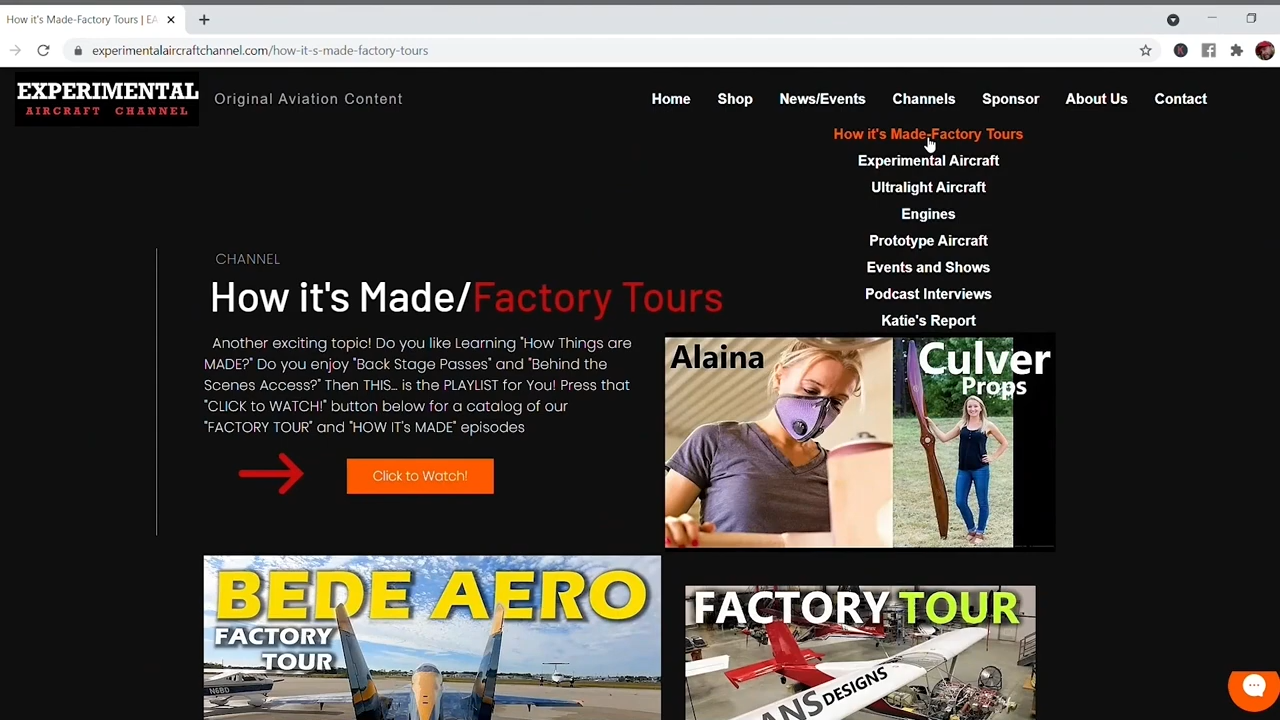 How it's Made-Factory Tours | EA
experimentalaircraftchannel.com/how-it-s-made-factory-tours
EXPERIMENTAL
AIRCRAFT CHANNEL
Original Aviation Content
Home Shop News/Events Channels Sponsor About Us Contact
How it's Made-Factory Tours
Experimental Aircraft
Ultralight Aircraft
Engines
Prototype Aircraft
Events and Shows
Podcast Interviews
Katie's Report
CHANNEL
How it's Made/Factory Tours
Another exciting topic! Do you like Learning "How Things are
MADE?" Do you enjoy "Back Stage Passes" and "Behind the
Scenes Access?" Then THIS... is the PLAYLIST for You! Press that
"CLICK to WATCH!" button below for a catalog of our
"FACTORY TOUR" and "HOW IT's MADE" episodes
Click to Watch!
Alaina
Culver
Props
BEDE AERO
FACTORY
TOUR
N6BD
FACTORY TOUR
ANS DESIGNS